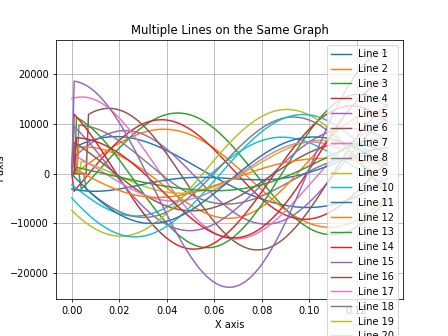 Multiple Lines on the Same Graph
20000
10000
0
−10000
−20000
0.00 0.02 0.04 0.06 0.08 0.10
X axis
Line 1
Line 2
Line 3
Line 4
Line 5
Line 6
Line 7
Line 8
Line 9
Line 10
Line 11
Line 12
Line 13
Line 14
Line 15
Line 16
Line 17
Line 18
Line 19
Line 20